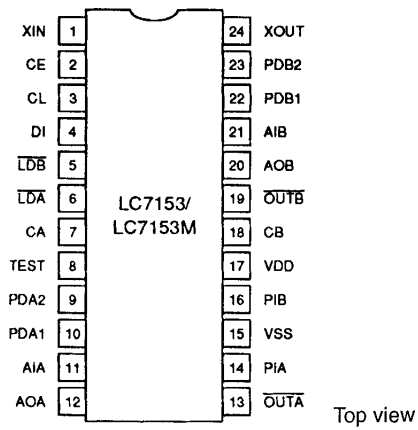 XIN 1 24 XOUT
CE 2 23 PDB2
CL 3 22 PDB1
DI 4 21 AIB
LDB 5 20 AOB
LDA 6 19 OUTB
LC7153/
CA 7 18 CB
LC7153M
TEST 8 17 VDD
PDA2 9 16 PIB
PDA1 10 15 VSS
AIA 11 14 PIA
AOA 12 13 OUTA
Top view